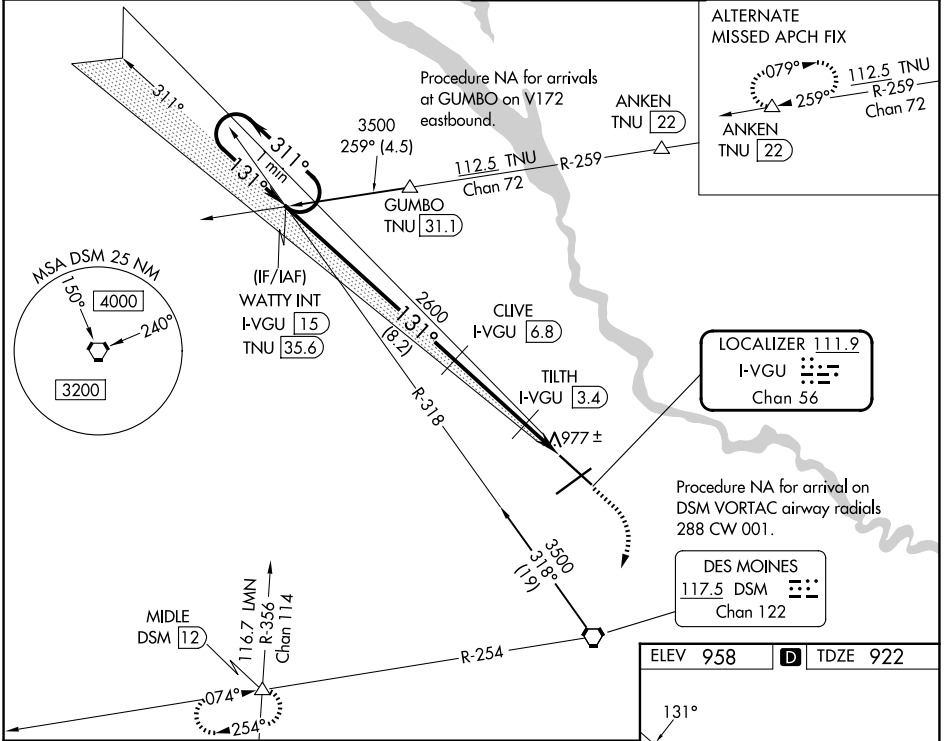 ALTERNATE
MISSED APCH FIX
079°
259°
112.5 TNU
R-259
Chan 72
ANKEN
TNU 22
Procedure NA for arrivals
at GUMBO on V172
eastbound.
ANKEN
TNU 22
3500
259° (4.5)
112.5 TNU
Chan 72
R-259
GUMBO
TNU 31.1
311°
311°
1 min
131°
MSA DSM 25 NM
150°
4000
240°
3200
(IF/IAF)
WATTY INT
I-VGU 15
TNU 35.6
2600
131°
(8.2)
CLIVE
I-VGU 6.8
TILTH
I-VGU 3.4
977 ±
R-318
LOCALIZER 111.9
I-VGU
Chan 56
Procedure NA for arrival on
DSM VORTAC airway radials
288 CW 001.
3500
318°
(19)
DES MOINES
117.5 DSM
Chan 122
MIDLE
DSM 12
116.7 LMN
R-356
Chan 114
R-254
074°
254°
ELEV 958
D
TDZE 922
131°